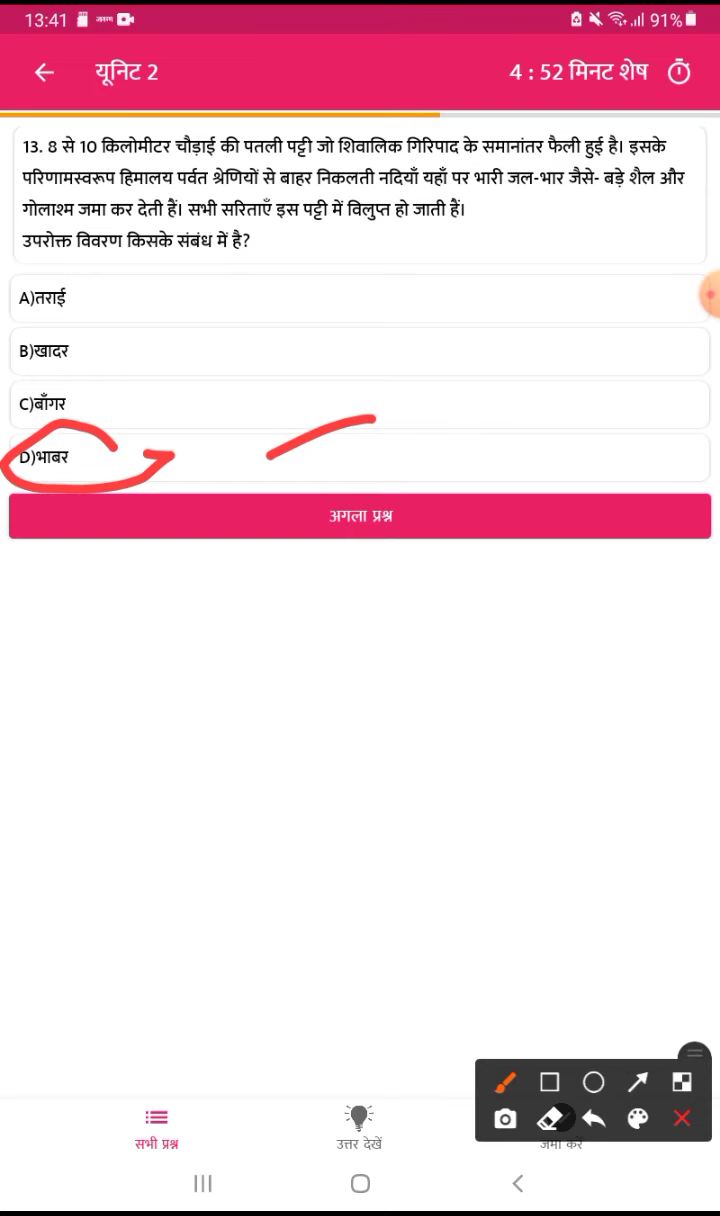 13:41 91%
यूनिट 2 4 : 52 मिनट शेष
13. 8 से 10 किलोमीटर चौड़ाई की पतली पट्टी जो शिवालिक गिरिपाद के समानांतर फैली हुई है। इसके
परिणामस्वरूप हिमालय पर्वत श्रेणियों से बाहर निकलती नदियाँ यहाँ पर भारी जल-भार जैसे- बड़े शैल और
गोलाश्म जमा कर देती हैं। सभी सरिताएँ इस पट्टी में विलुप्त हो जाती हैं।
उपरोक्त विवरण किसके संबंध में है?
A)तराई
B)खादर
C)बाँगर
D)भाबर
अगला प्रश्न
सभी प्रश्न उत्तर देखें जमा करें